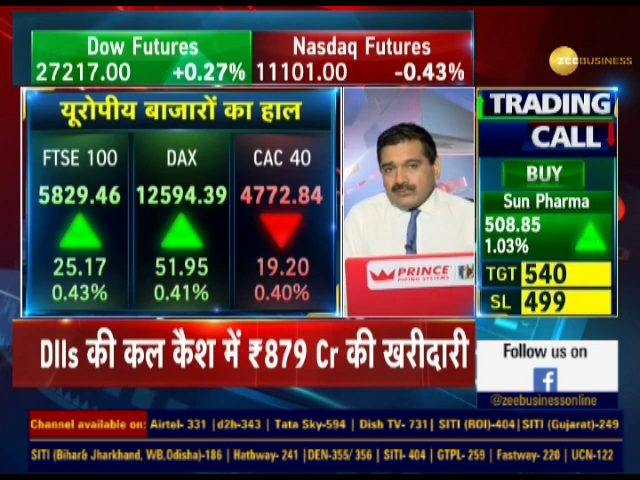 Dow Futures
27217.00 +0.27%
Nasdaq Futures
11101.00 -0.43%
ZEEBUSINESS
यूरोपीय बाजारों का हाल
FTSE 100 DAX CAC 40
5829.46 12594.39 4772.84
25.17 51.95 19.20
0.43% 0.41% 0.40%
PRINCE
PIPING SYSTEMS
TRADING
CALL
BUY
Sun Pharma
508.85
1.03%
TGT 540
SL 499
DIIs की कल कैश में ₹879 Cr की खरीदारी
Follow us on
f
@zeebusinessonline
Channel available on: Airtel- 331 | d2h-343 | Tata Sky-594 | Dish TV- 731| SITI (ROI)-404| SITI (Gujarat)-249
SITI (Bihar& Jharkhand, WB,Odisha)-186 | Hathway- 241 |DEN-355/ 356 | SITI- 404 | GTPL- 259 | Fastway- 220 | UCN-122